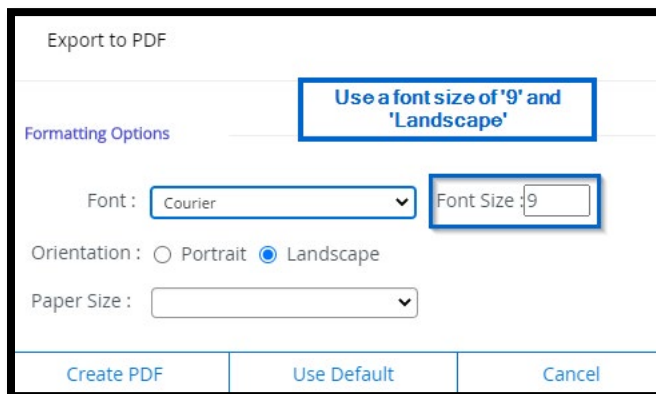 Export to PDF
Use a font size of '9' and
'Landscape'
Formatting Options
Font : Courier Font Size : 9
Orientation : Portrait Landscape
Paper Size :
Create PDF Use Default Cancel